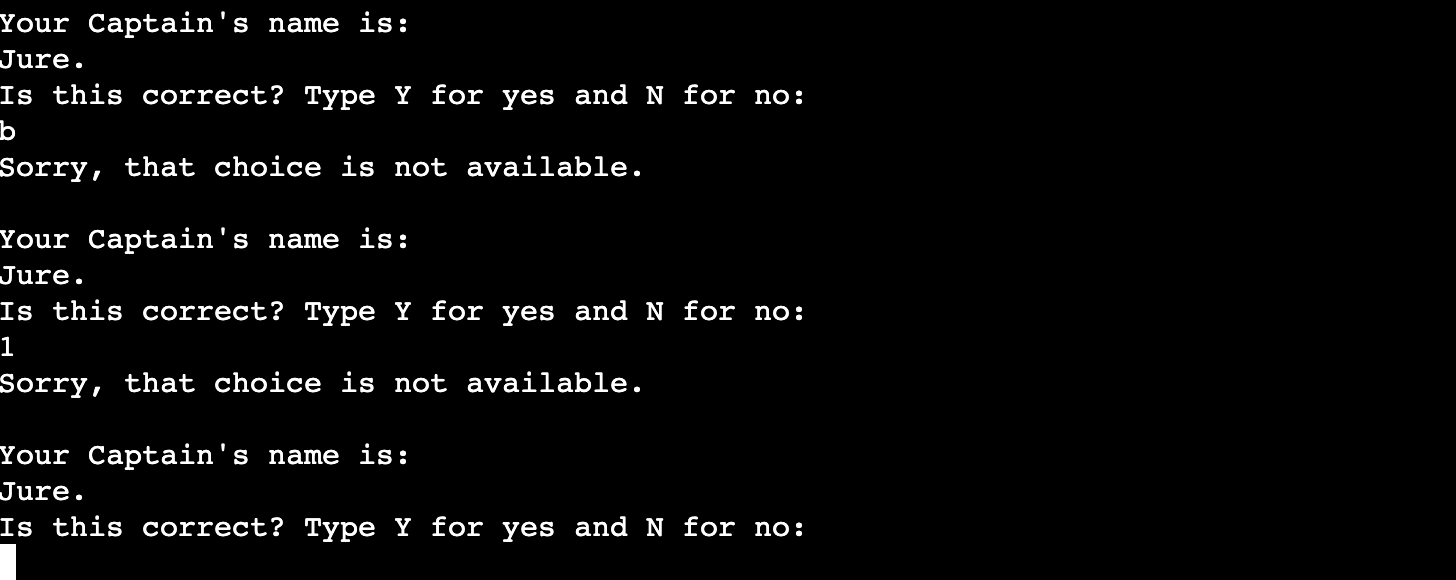 Your Captain's name is:
Jure.
Is this correct? Type Y for yes and N for no:
b
Sorry, that choice is not available.

Your Captain's name is:
Jure.
Is this correct? Type Y for yes and N for no:
1
Sorry, that choice is not available.

Your Captain's name is:
Jure.
Is this correct? Type Y for yes and N for no: